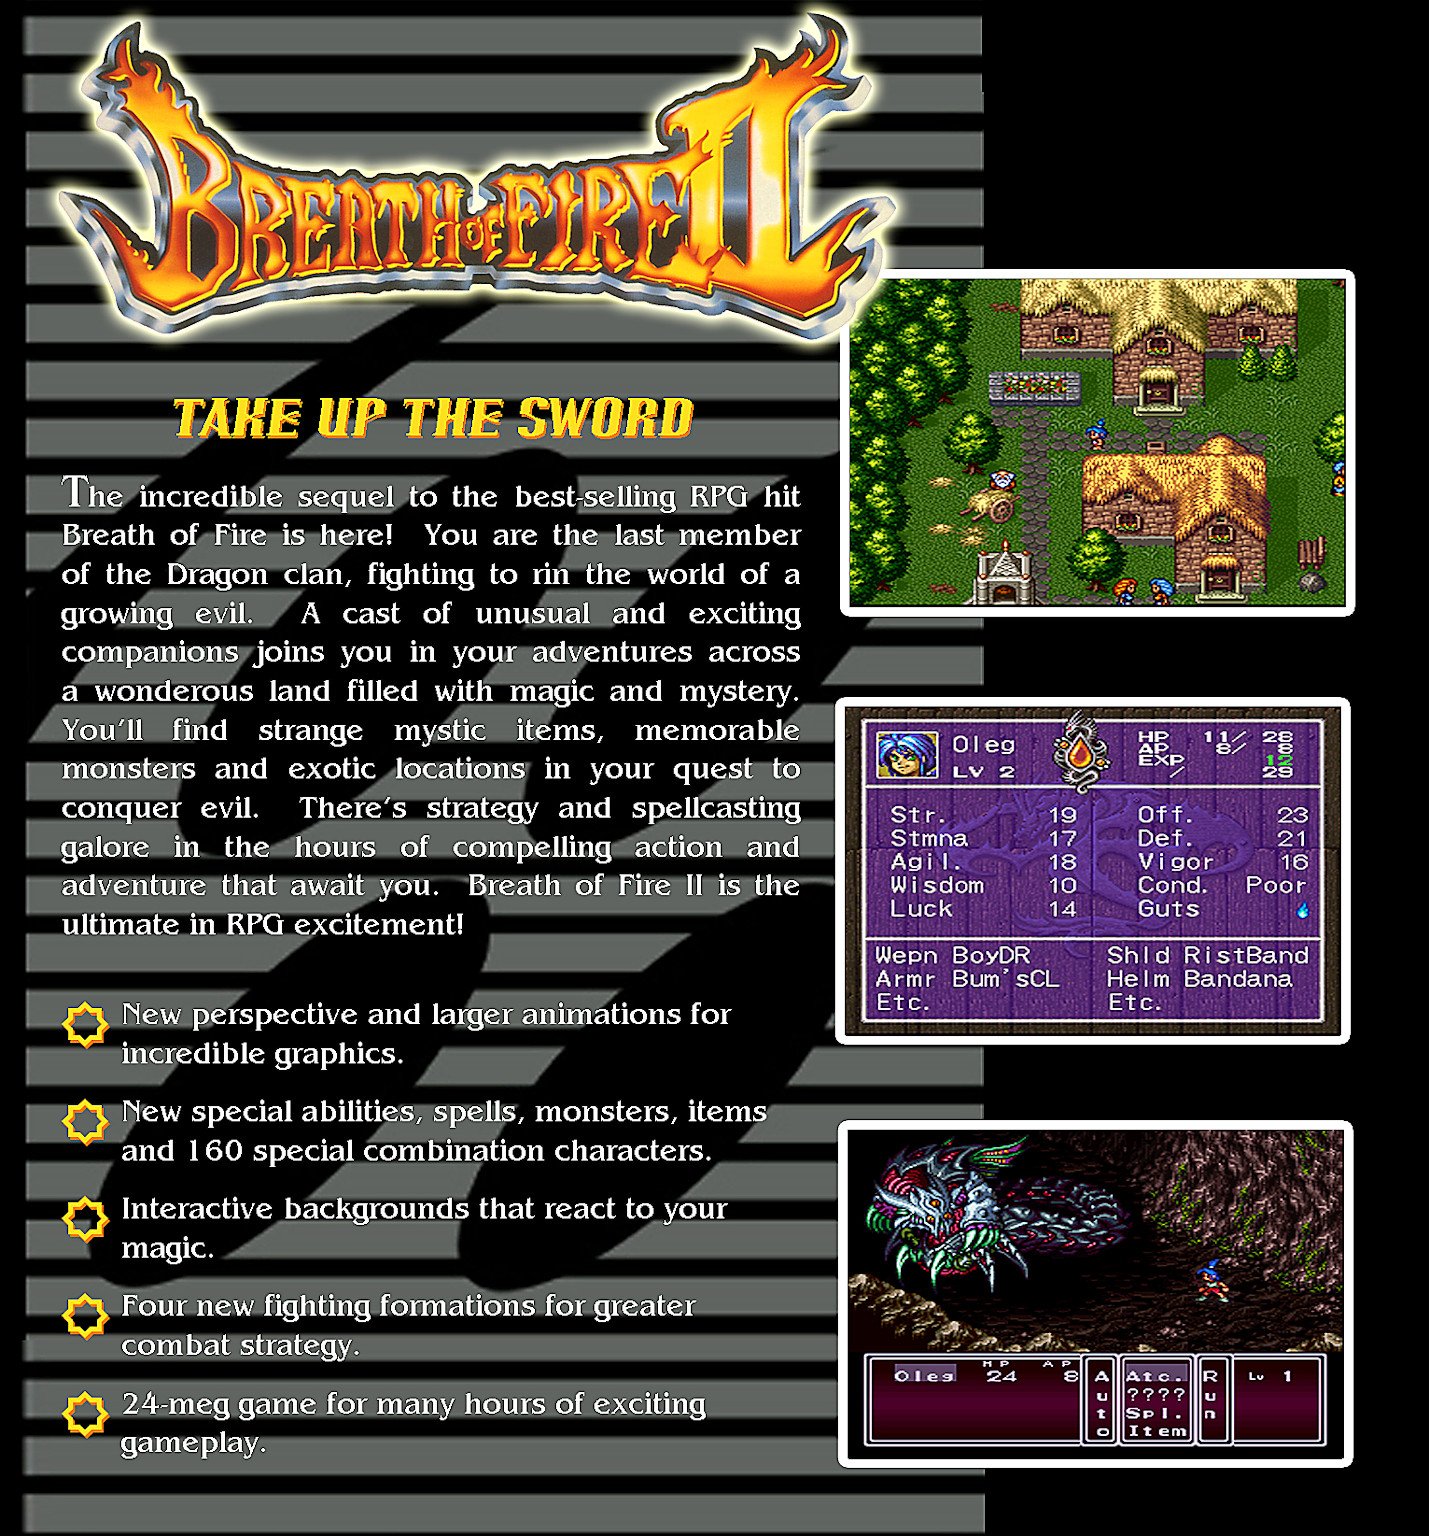 BREATH OF FIRE II
TAKE UP THE SWORD
The incredible sequel to the best-selling RPG hit
Breath of Fire is here! You are the last member
of the Dragon clan, fighting to rin the world of a
growing evil. A cast of unusual and exciting
companions joins you in your adventures across
a wonderous land filled with magic and mystery.
You'll find strange mystic items, memorable
monsters and exotic locations in your quest to
conquer evil. There's strategy and spellcasting
galore in the hours of compelling action and
adventure that await you. Breath of Fire II is the
ultimate in RPG excitement!
New perspective and larger animations for
incredible graphics.
New special abilities, spells, monsters, items
and 160 special combination characters.
Interactive backgrounds that react to your
magic.
Four new fighting formations for greater
combat strategy.
24-meg game for many hours of exciting
gameplay.
Oleg HP 11/ 28
AP 8/ 8
LV 2 EXP 12
/ 29
Str. 19 Off. 23
Stmna 17 Def. 21
Agil. 18 Vigor 16
Wisdom 10 Cond. Poor
Luck 14 Guts
Wepn BoyDR Shld RistBand
Armr Bum'sCL Helm Bandana
Etc. Etc.
HP AP
Oleg 24 8 Auto Atc. Run Lv 1
????
Spl.
Item